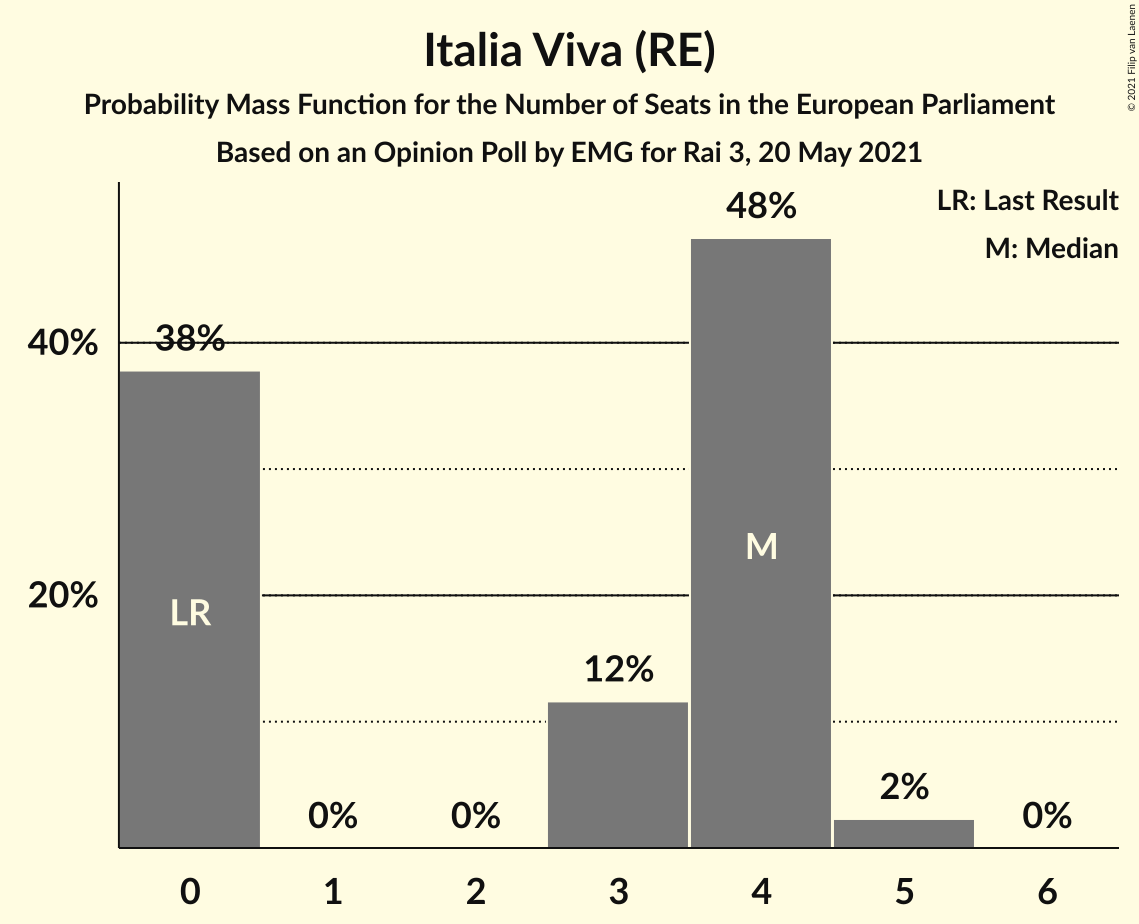 Italia Viva (RE)
Probability Mass Function for the Number of Seats in the European Parliament
Based on an Opinion Poll by EMG for Rai 3, 20 May 2021
© 2021 Filip van Laenen
LR: Last Result
M: Median
48%
38%
40%
M
20%
LR
12%
2%
0%
0%
0%
0 1 2 3 4 5 6